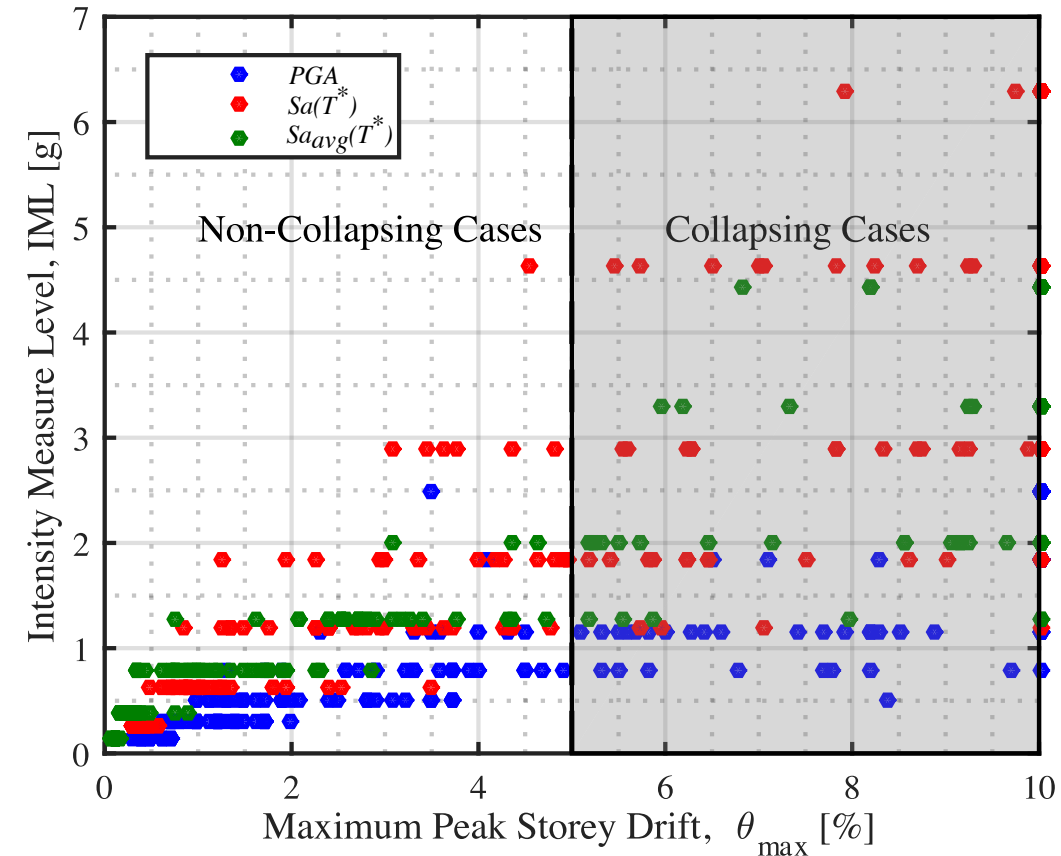 7
6
5
4
3
2
1
0
Intensity Measure Level, IML [g]
PGA
Sa(T*)
Sa_avg(T*)
Non-Collapsing Cases
Collapsing Cases
0 2 4 6 8 10
Maximum Peak Storey Drift, θ_max [%]